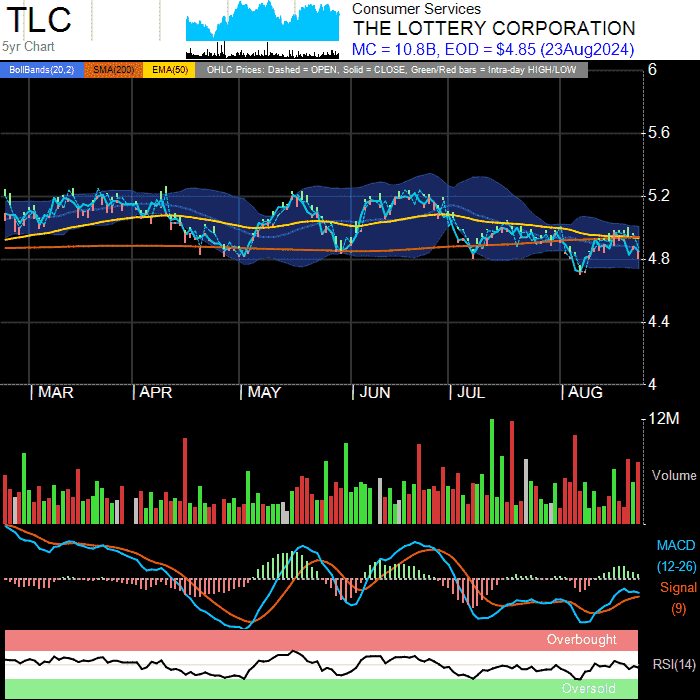 TLC
5yr Chart
Consumer Services
THE LOTTERY CORPORATION
MC = 10.8B, EOD = $4.85 (23Aug2024)
BollBands(20,2) SMA(200) EMA(50) OHLC Prices: Dashed = OPEN, Solid = CLOSE, Green/Red bars = Intra-day HIGH/LOW
6
5.6
5.2
4.8
4.4
4
| MAR | APR | MAY | JUN | JUL | AUG
12M
Volume
MACD
(12-26)
Signal
(9)
Overbought
RSI(14)
Oversold